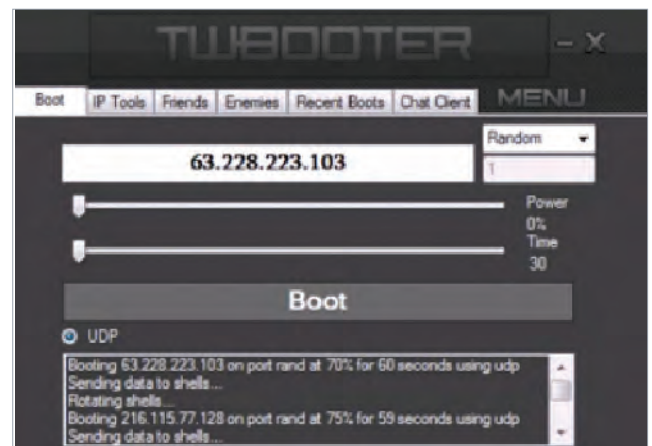 TWBOOTER
– X
Boot IP Tools Friends Enemies Recent Boots Chat Client MENU
Random
63.228.223.103
1
Power
0%
Time
30
Boot
UDP
Booting 63.228.223.103 on port rand at 70% for 60 seconds using udp
Sending data to shells...
Rotating shells...
Booting 216.115.77.128 on port rand at 75% for 59 seconds using udp
Sending data to shells...